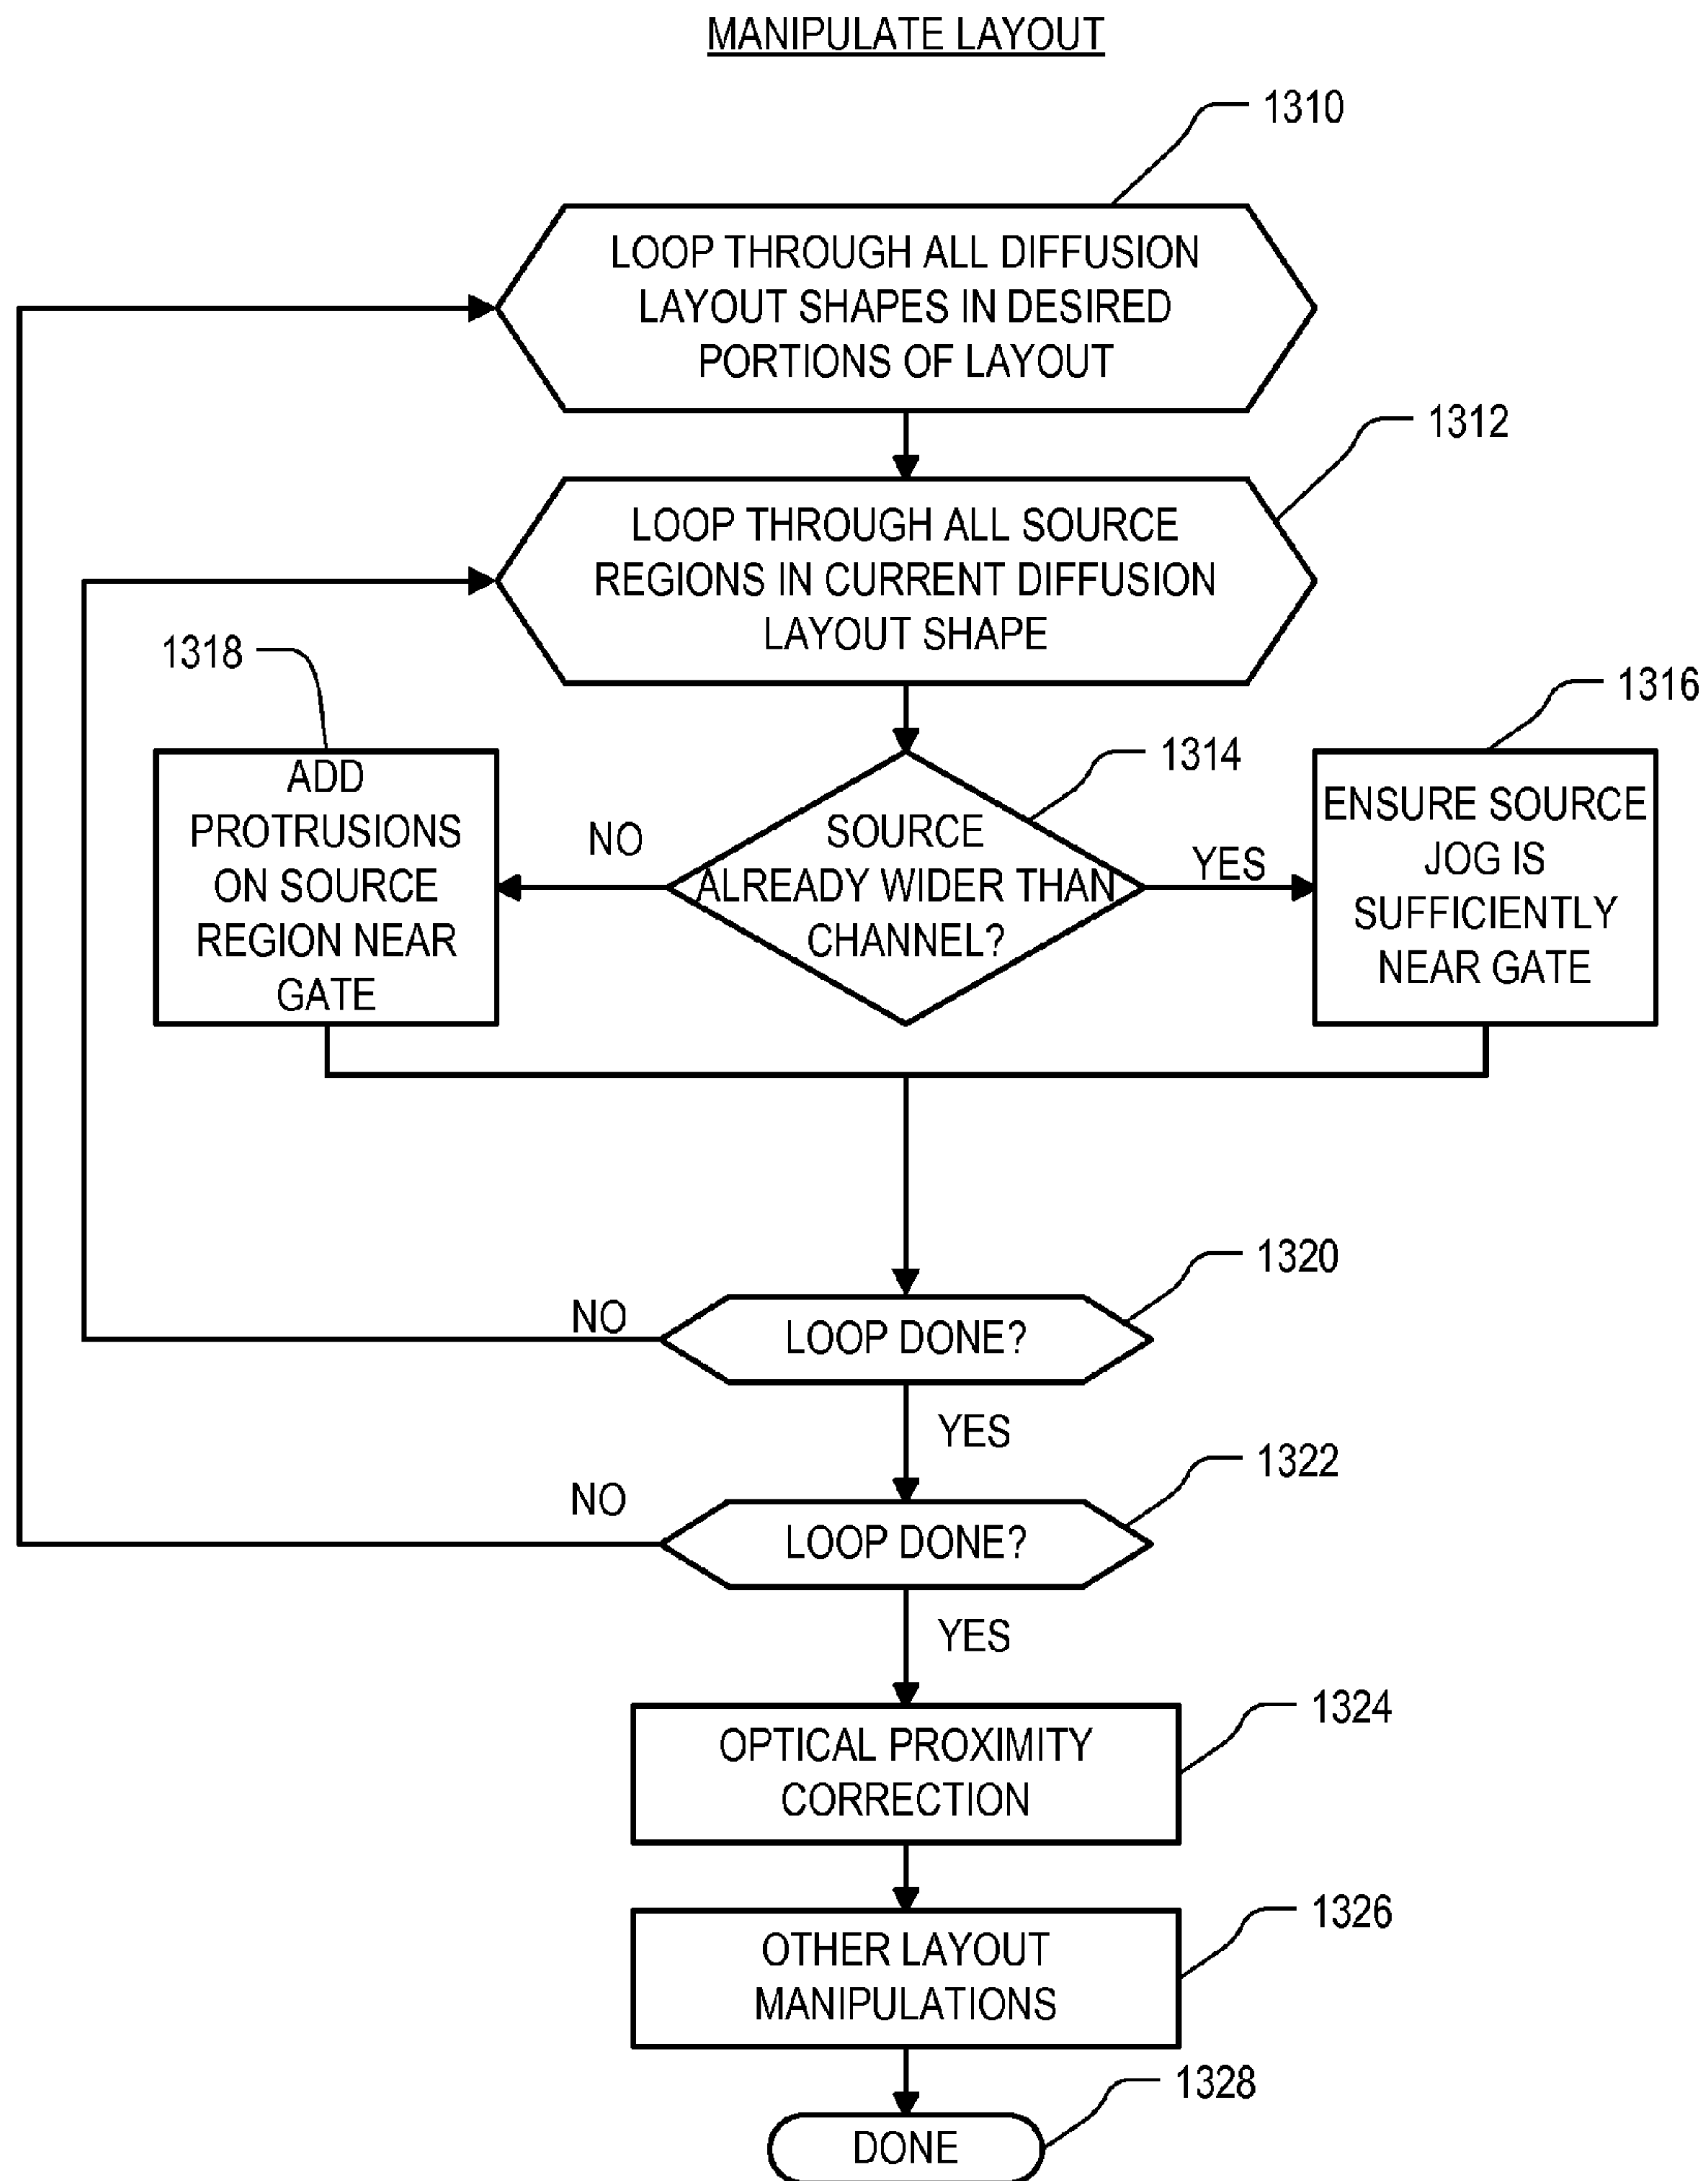 MANIPULATE LAYOUT
1310
LOOP THROUGH ALL DIFFUSION
LAYOUT SHAPES IN DESIRED
PORTIONS OF LAYOUT
1312
LOOP THROUGH ALL SOURCE
REGIONS IN CURRENT DIFFUSION
LAYOUT SHAPE
1318
ADD
PROTRUSIONS
ON SOURCE
REGION NEAR
GATE
NO
1314
SOURCE
ALREADY WIDER THAN
CHANNEL?
YES
1316
ENSURE SOURCE
JOG IS
SUFFICIENTLY
NEAR GATE
1320
NO
LOOP DONE?
YES
1322
NO
LOOP DONE?
YES
1324
OPTICAL PROXIMITY
CORRECTION
1326
OTHER LAYOUT
MANIPULATIONS
1328
DONE